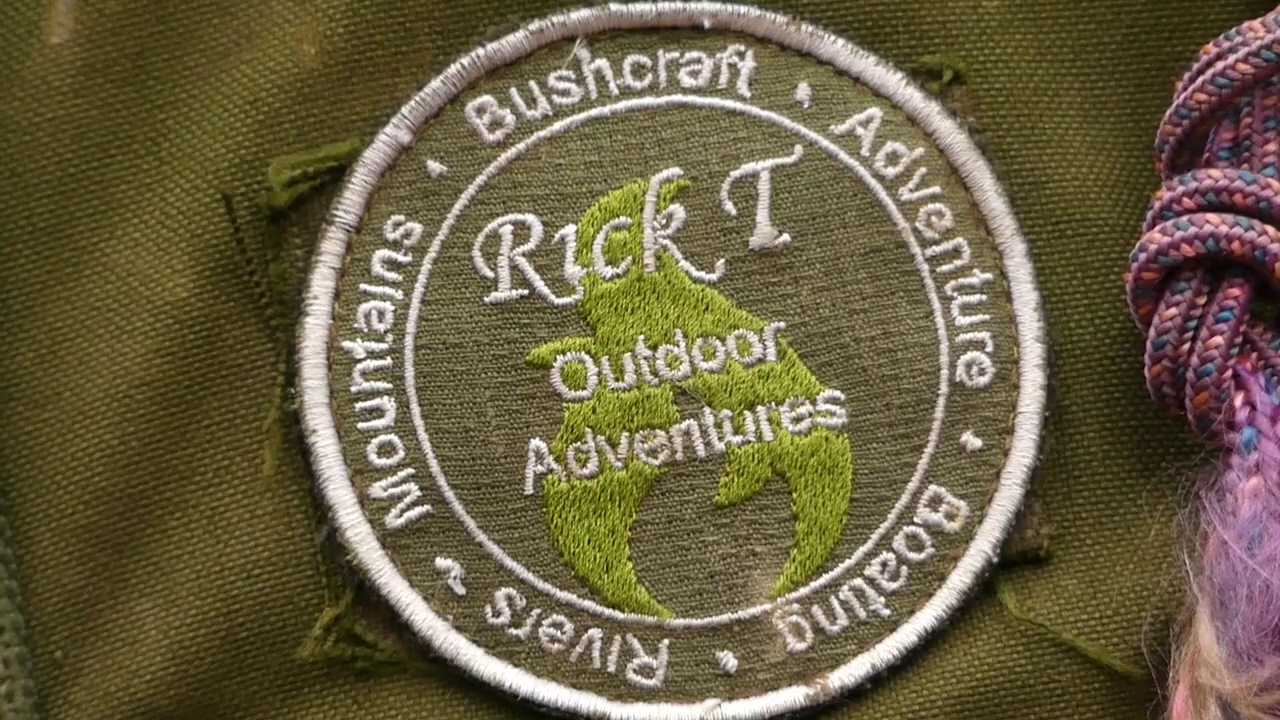 Bushcraft • Adventure • Boating • Rivers • Mountains •
Rick T
Outdoor
Adventures